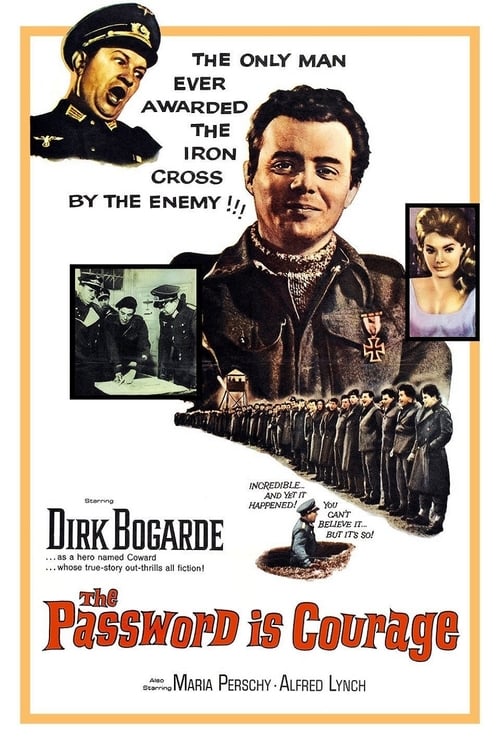 THE ONLY MAN
EVER
AWARDED
THE
IRON
CROSS
BY THE ENEMY!!!
INCREDIBLE...
AND YET IT
HAPPENED!
YOU
CAN'T
BELIEVE IT...
BUT IT'S SO!
Starring
DIRK BOGARDE
...as a hero named Coward
...whose true-story out-thrills all fiction!
The
Password is Courage
Also
Starring MARIA PERSCHY · ALFRED LYNCH